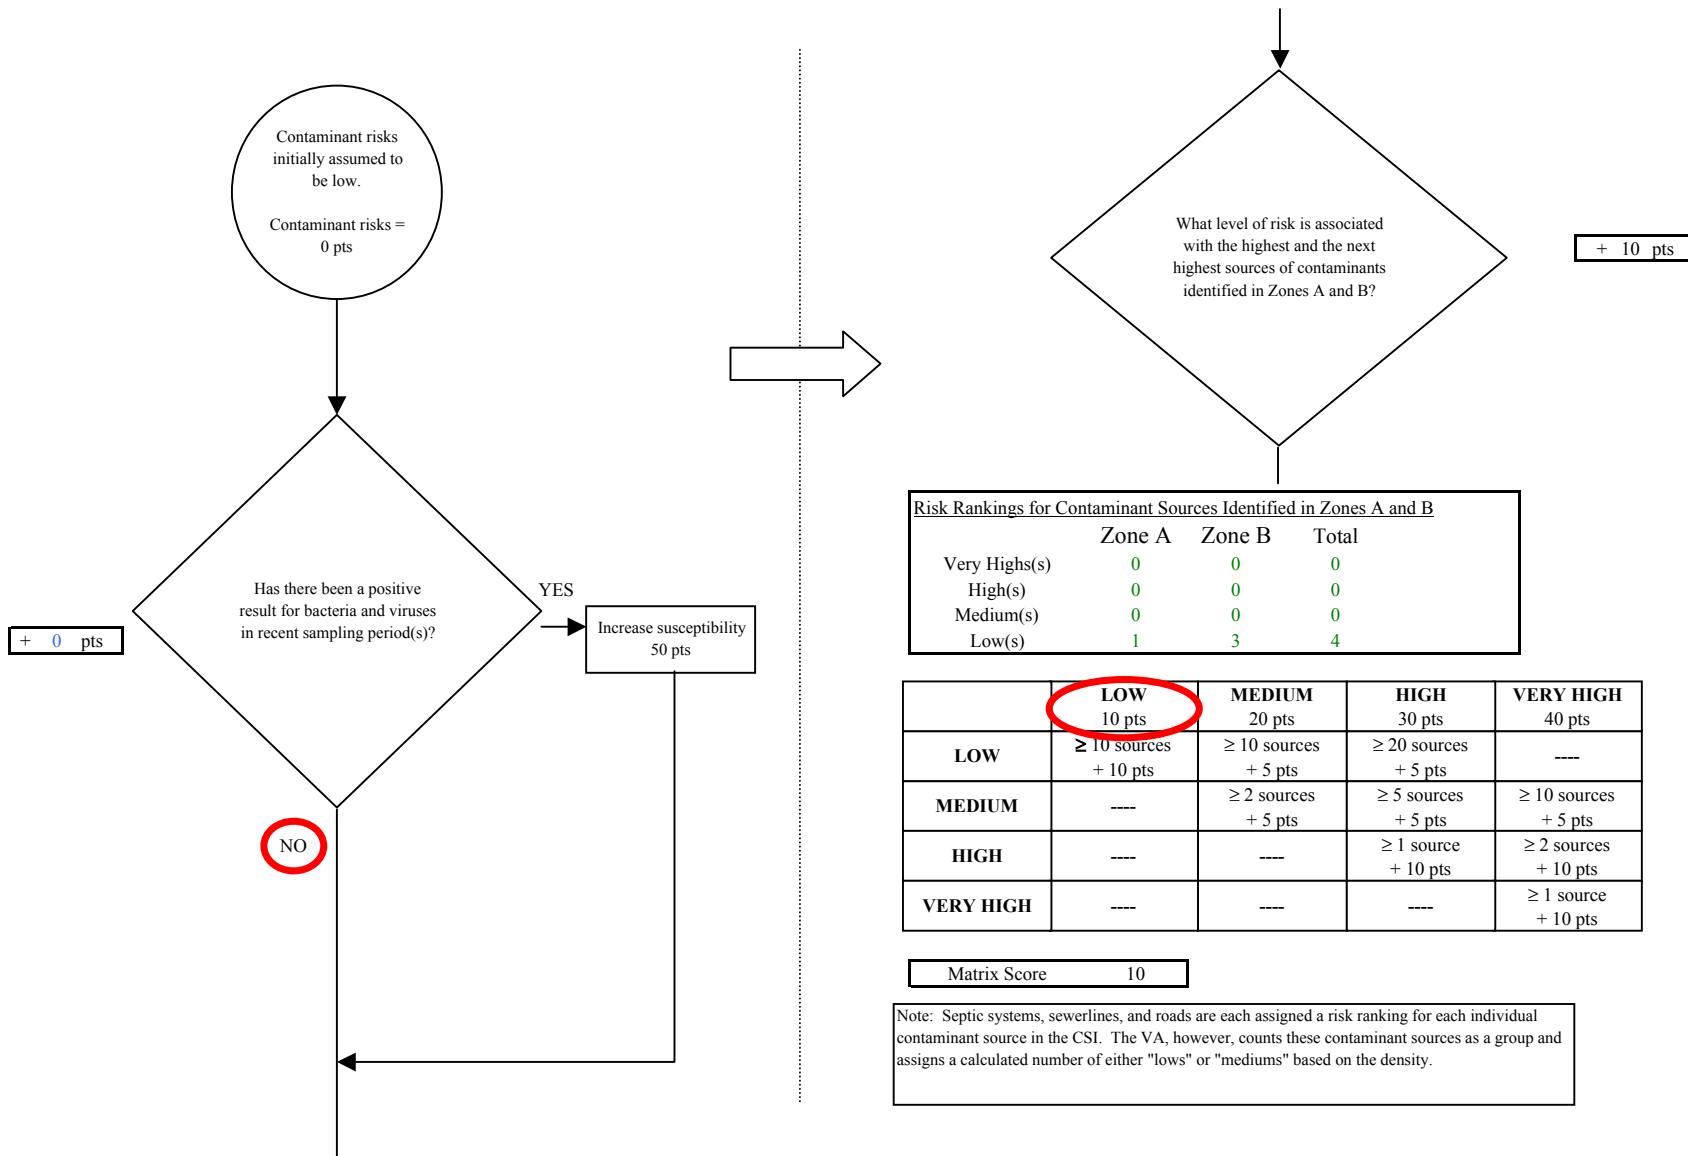 Contaminant risks
initially assumed to
be low.
Contaminant risks =
0 pts
Has there been a positive
result for bacteria and viruses
in recent sampling period(s)?
YES
+ 0 pts
Increase susceptibility
50 pts
NO
What level of risk is associated
with the highest and the next
highest sources of contaminants
identified in Zones A and B?
+ 10 pts
Risk Rankings for Contaminant Sources Identified in Zones A and B
Zone A Zone B Total
Very Highs(s) 0 0 0
High(s) 0 0 0
Medium(s) 0 0 0
Low(s) 1 3 4
LOW MEDIUM HIGH VERY HIGH
10 pts 20 pts 30 pts 40 pts
LOW ≥ 10 sources ≥ 10 sources ≥ 20 sources ----
+ 10 pts + 5 pts + 5 pts
MEDIUM ---- ≥ 2 sources ≥ 5 sources ≥ 10 sources
+ 5 pts + 5 pts + 5 pts
HIGH ---- ---- ≥ 1 source ≥ 2 sources
+ 10 pts + 10 pts
VERY HIGH ---- ---- ---- ≥ 1 source
+ 10 pts
Matrix Score 10
Note: Septic systems, sewerlines, and roads are each assigned a risk ranking for each individual
contaminant source in the CSI. The VA, however, counts these contaminant sources as a group and
assigns a calculated number of either "lows" or "mediums" based on the density.